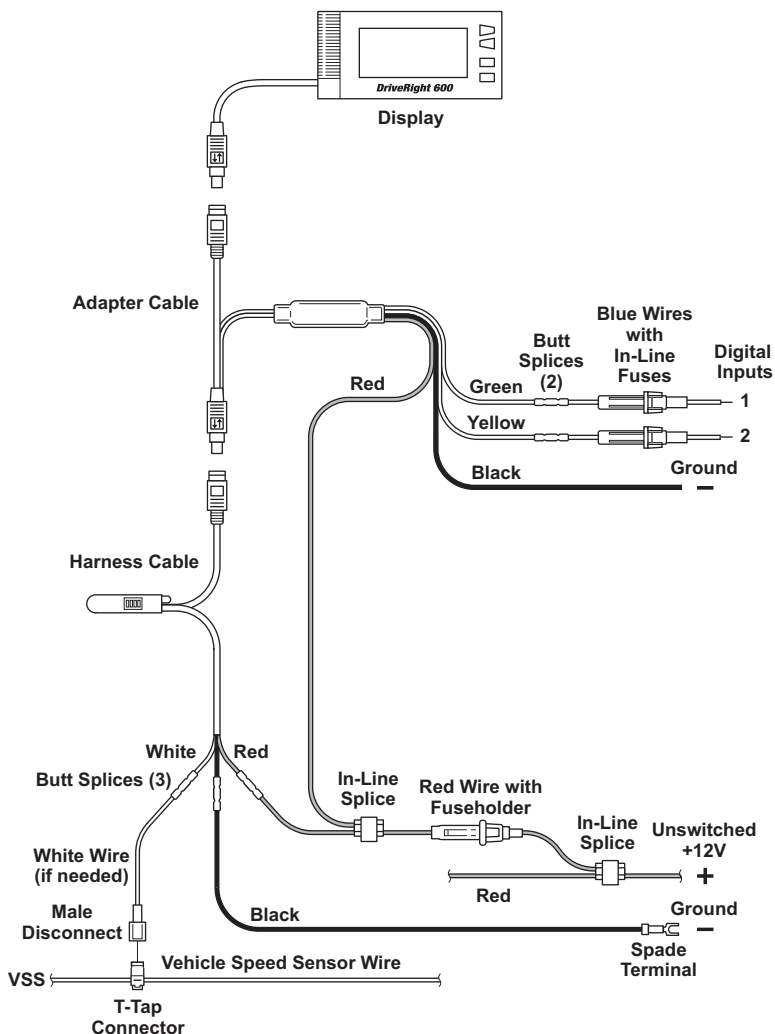 DriveRight 600
Display
Adapter Cable
Blue Wires
with
In-Line
Fuses
Butt
Splices
(2)
Digital
Inputs
Red
Green
1
Yellow
2
Black
Ground
–
Harness Cable
White
Red
Butt Splices (3)
In-Line
Splice
Red Wire with
Fuseholder
In-Line
Splice
Unswitched
+12V
+
White Wire
(if needed)
Red
Male
Disconnect
Black
Ground
–
Spade
Terminal
VSS
Vehicle Speed Sensor Wire
T-Tap
Connector